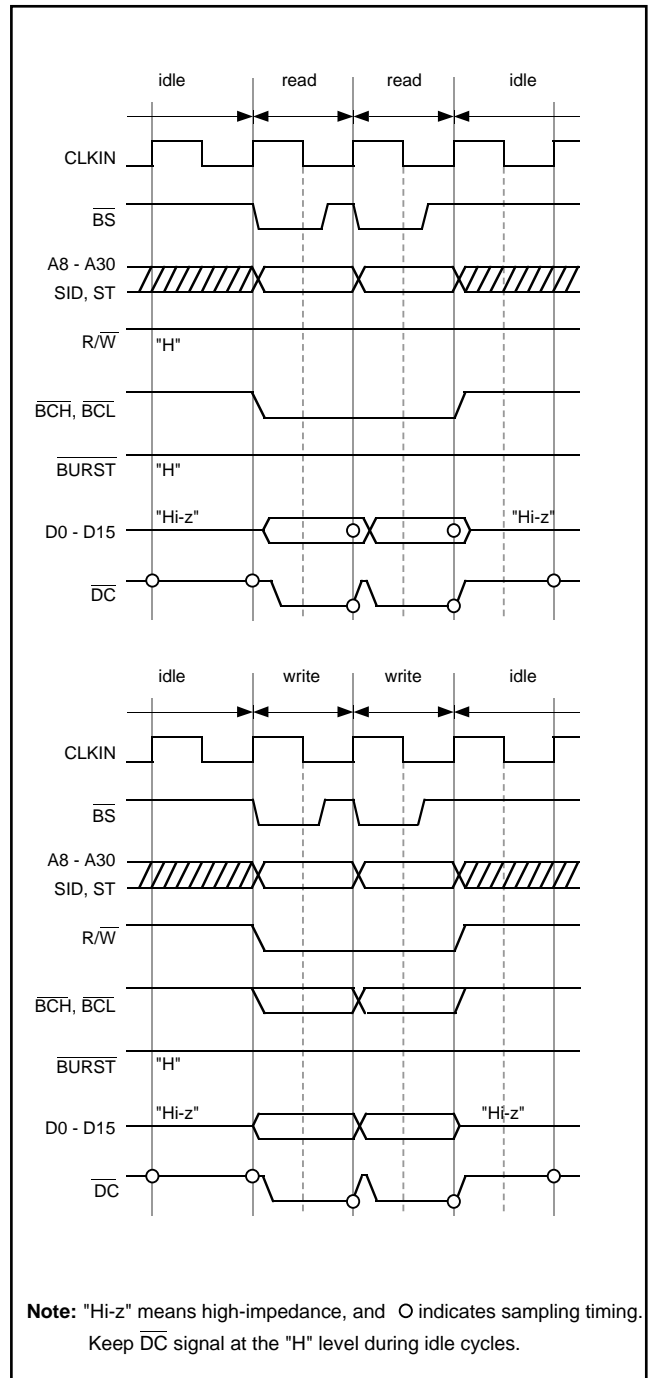 idle read read idle
CLKIN
BS
A8 - A30
SID, ST
R/W
"H"
BCH, BCL
BURST
"H"
D0 - D15
"Hi-z" "Hi-z"
DC
idle write write idle
CLKIN
BS
A8 - A30
SID, ST
R/W
BCH, BCL
BURST
"H"
D0 - D15
"Hi-z" "Hi-z"
DC
Note: "Hi-z" means high-impedance, and O indicates sampling timing.
Keep DC signal at the "H" level during idle cycles.